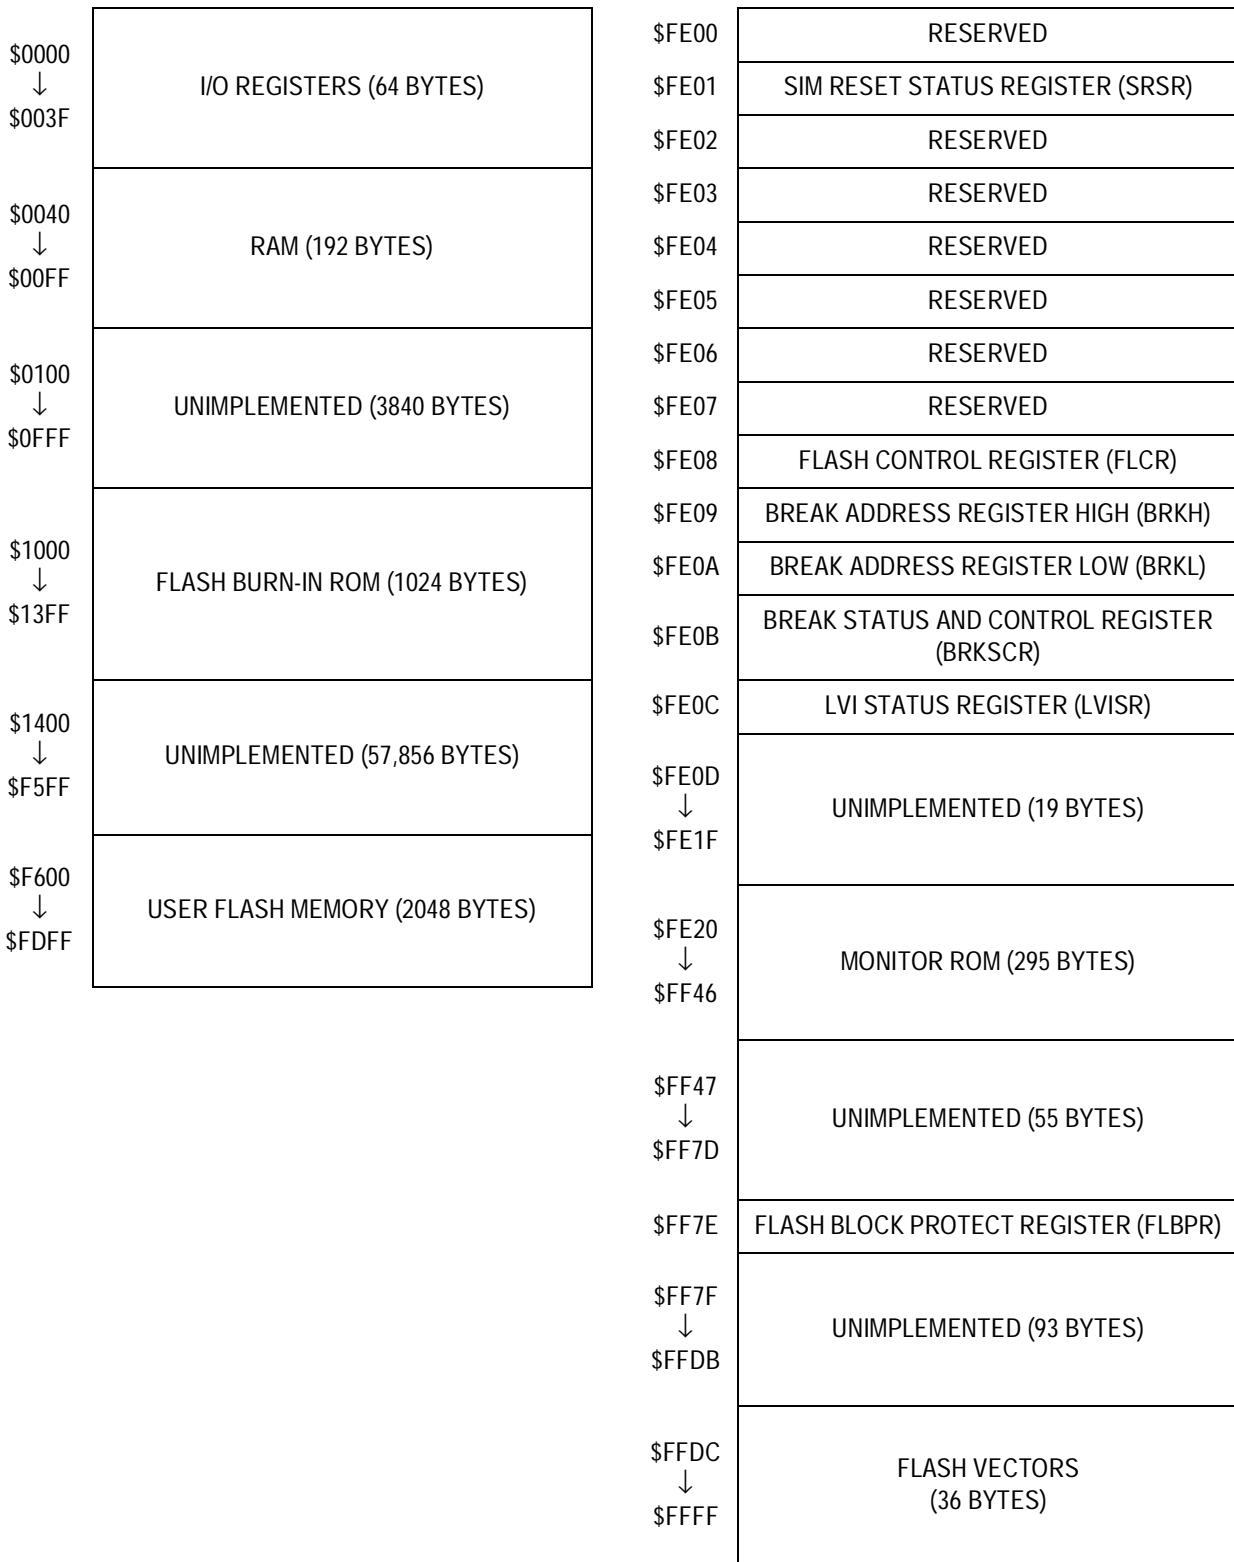 $0000
↓
$003F
I/O REGISTERS (64 BYTES)
$0040
↓
$00FF
RAM (192 BYTES)
$0100
↓
$0FFF
UNIMPLEMENTED (3840 BYTES)
$1000
↓
$13FF
FLASH BURN-IN ROM (1024 BYTES)
$1400
↓
$F5FF
UNIMPLEMENTED (57,856 BYTES)
$F600
↓
$FDFF
USER FLASH MEMORY (2048 BYTES)
$FE00 RESERVED
$FE01 SIM RESET STATUS REGISTER (SRSR)
$FE02 RESERVED
$FE03 RESERVED
$FE04 RESERVED
$FE05 RESERVED
$FE06 RESERVED
$FE07 RESERVED
$FE08 FLASH CONTROL REGISTER (FLCR)
$FE09 BREAK ADDRESS REGISTER HIGH (BRKH)
$FE0A BREAK ADDRESS REGISTER LOW (BRKL)
$FE0B BREAK STATUS AND CONTROL REGISTER
(BRKSCR)
$FE0C LVI STATUS REGISTER (LVISR)
$FE0D
↓
$FE1F
UNIMPLEMENTED (19 BYTES)
$FE20
↓
$FF46
MONITOR ROM (295 BYTES)
$FF47
↓
$FF7D
UNIMPLEMENTED (55 BYTES)
$FF7E FLASH BLOCK PROTECT REGISTER (FLBPR)
$FF7F
↓
$FFDB
UNIMPLEMENTED (93 BYTES)
$FFDC
↓
$FFFF
FLASH VECTORS
(36 BYTES)